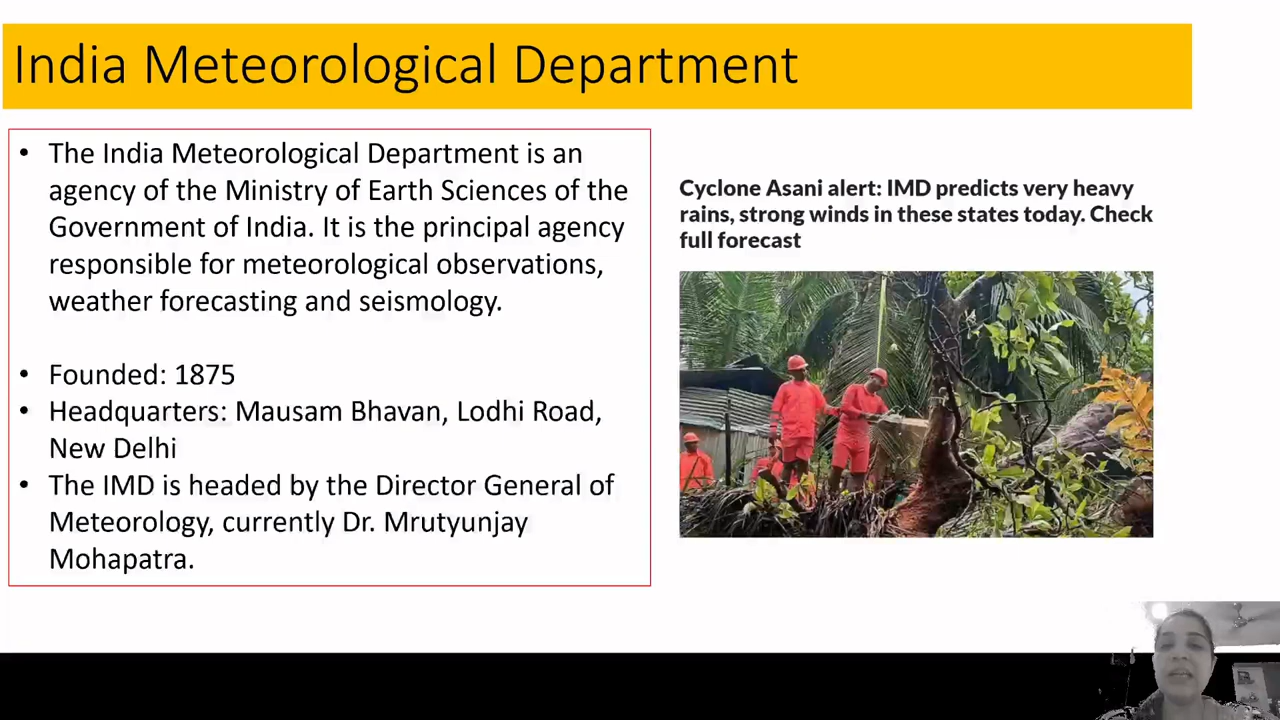 India Meteorological Department
• The India Meteorological Department is an
agency of the Ministry of Earth Sciences of the
Government of India. It is the principal agency
responsible for meteorological observations,
weather forecasting and seismology.
• Founded: 1875
• Headquarters: Mausam Bhavan, Lodhi Road,
New Delhi
• The IMD is headed by the Director General of
Meteorology, currently Dr. Mrutyunjay
Mohapatra.
Cyclone Asani alert: IMD predicts very heavy
rains, strong winds in these states today. Check
full forecast